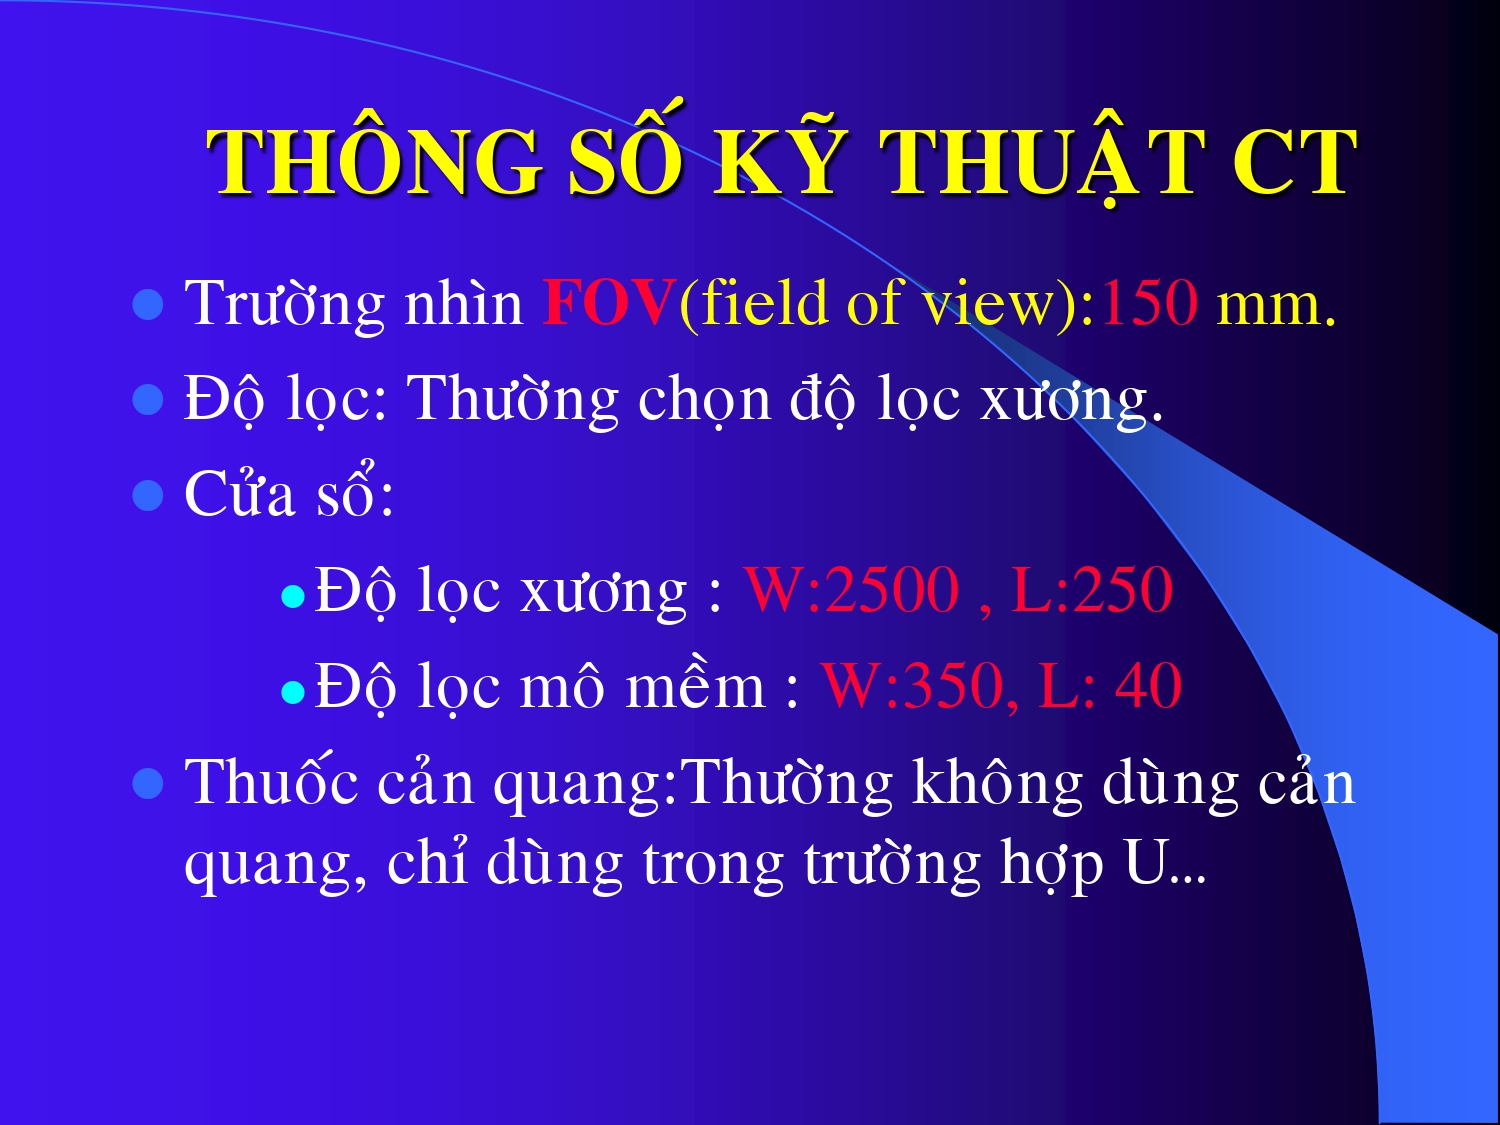 THÔNG SỐ KỸ THUẬT CT
Trường nhìn FOV(field of view):150 mm.
Độ lọc: Thường chọn độ lọc xương.
Cửa sổ:
Độ lọc xương : W:2500 , L:250
Độ lọc mô mềm : W:350, L: 40
Thuốc cản quang:Thường không dùng cản
quang, chỉ dùng trong trường hợp U...